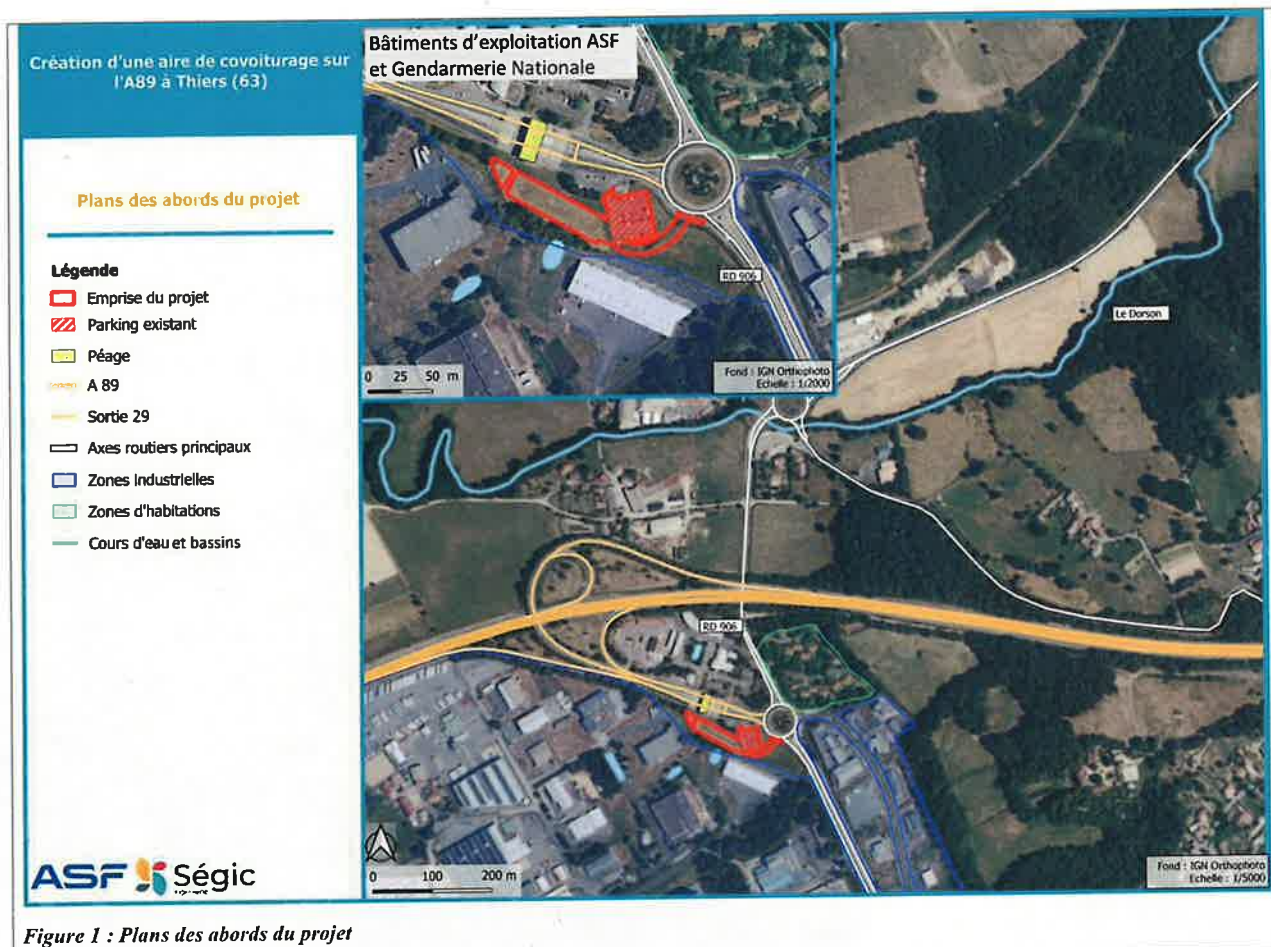 Création d'une aire de covoiturage sur
l'A89 à Thiers (63)
Plans des abords du projet
Légende
Emprise du projet
Parking existant
Péage
A 89
Sortie 29
Axes routiers principaux
Zones industrielles
Zones d'habitations
Cours d'eau et bassins
ASF Ségic
Bâtiments d'exploitation ASF
et Gendarmerie Nationale
RD 906
0 25 50 m
Fond : IGN Orthophoto
Echelle : 1/2000
Le Dorson
RD 906
0 100 200 m
Fond : IGN Orthophoto
Echelle : 1/5000
Figure 1 : Plans des abords du projet